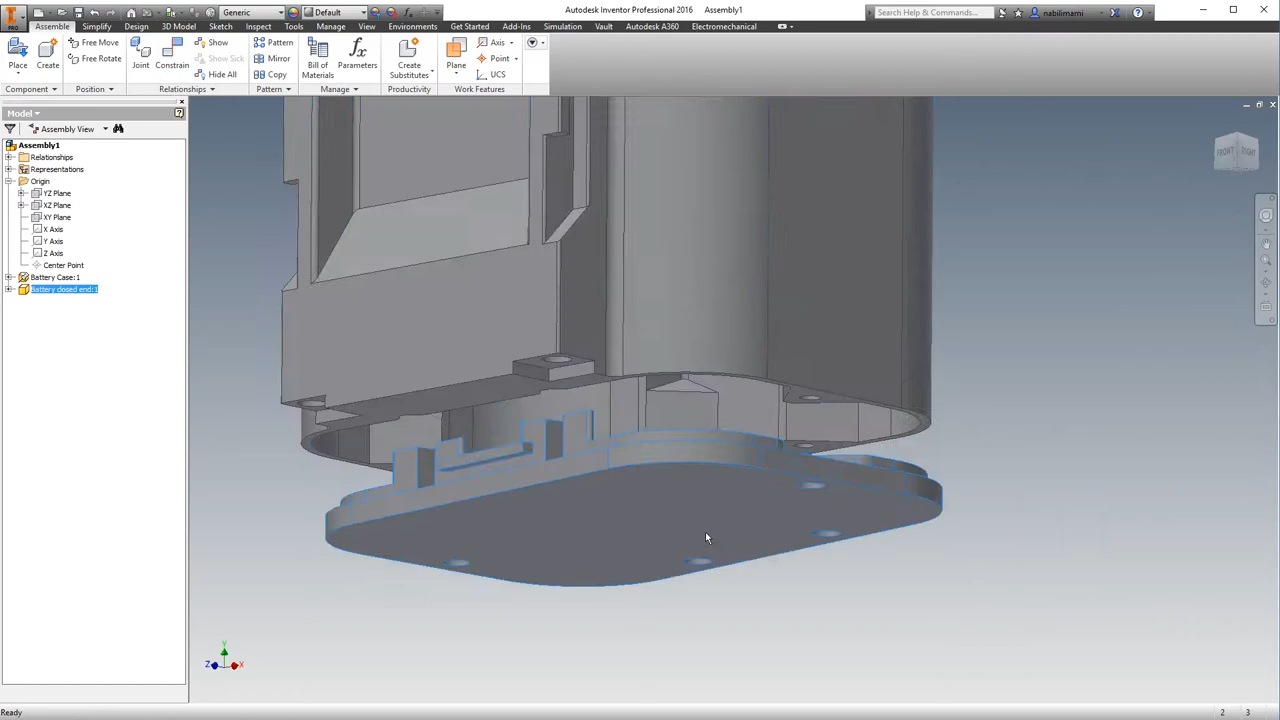 Generic
Default
Autodesk Inventor Professional 2016 Assembly1
Search Help & Commands...
nabilimami
PRO
Assemble Simplify Design 3D Model Sketch Inspect Tools Manage View Environments Get Started Add-Ins Simulation Vault Autodesk A360 Electromechanical
Place
Create
Free Move
Free Rotate
Joint
Constrain
Show
Show Sick
Hide All
Pattern
Mirror
Copy
Bill of
Materials
Parameters
Create
Substitutes
Plane
Axis
Point
UCS
Component Position Relationships Pattern Manage Productivity Work Features
Model
Assembly View
Assembly1
Relationships
Representations
Origin
YZ Plane
XZ Plane
XY Plane
X Axis
Y Axis
Z Axis
Center Point
Battery Case:1
Battery closed end:1
FRONT RIGHT
Y
Z X
Ready 2 3